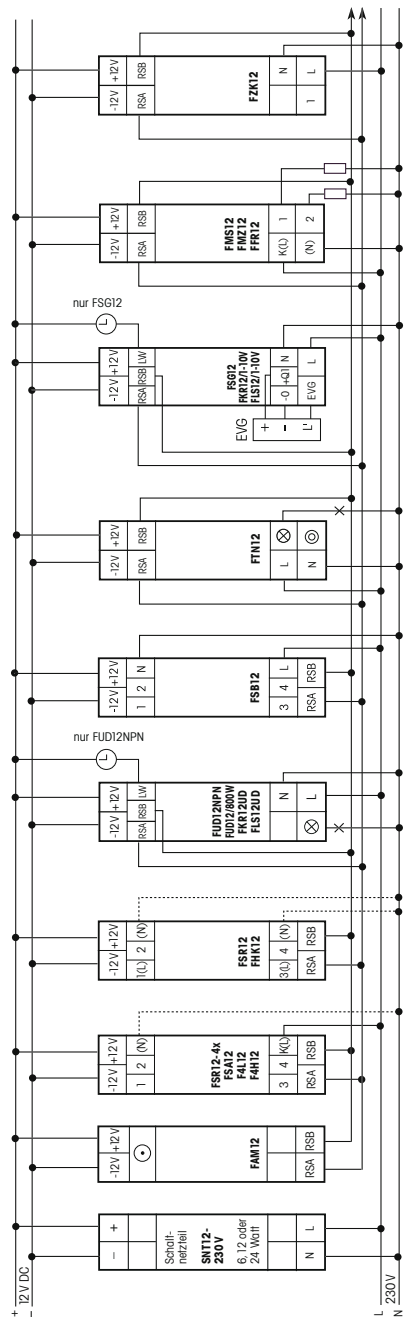 +
12V DC
–
– +
Schalt-
netzteil
SNT12-
230V
6, 12 oder
24 Watt
N L
L
230V
N
-12V +12V
FAM12
RSA RSB
-12V +12V
1 2 (N)
FSR12-4x
FSA12
F4L12
F4H12
3 4 K(L)
RSA RSB
-12V +12V
1(L) 2 (N)
FSR12
FHK12
3(L) 4 (N)
RSA RSB
nur FUD12NPN
L
-12V +12V
RSA RSB LW
FUD12NPN
FUD12/800W
FKR12UD
FLS12UD
N
L
-12V +12V
1 2 N
FSB12
3 4 L
RSA RSB
-12V +12V
RSA RSB
FTN12
L
N
nur FSG12
L
-12V +12V
RSA RSB LW
FSG12
FKR12/1-10V
FLS12/1-10V
-0 +Q1 N
EVG L
EVG
+
–
L'
-12V +12V
RSA RSB
FMS12
FMZ12
FFR12
K(L) 1
(N) 2
-12V +12V
RSA RSB
FZK12
N
1 L